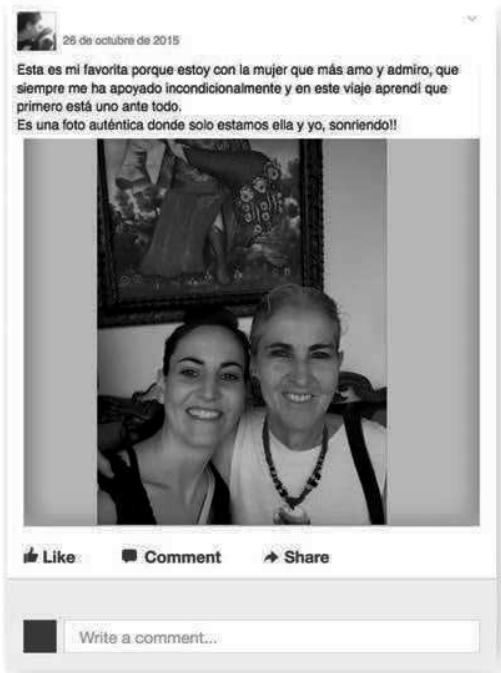 26 de octubre de 2015
Esta es mi favorita porque estoy con la mujer que más amo y admiro, que
siempre me ha apoyado incondicionalmente y en este viaje aprendí que
primero está uno ante todo.
Es una foto auténtica donde solo estamos ella y yo, sonriendo!!
Like Comment Share
Write a comment...